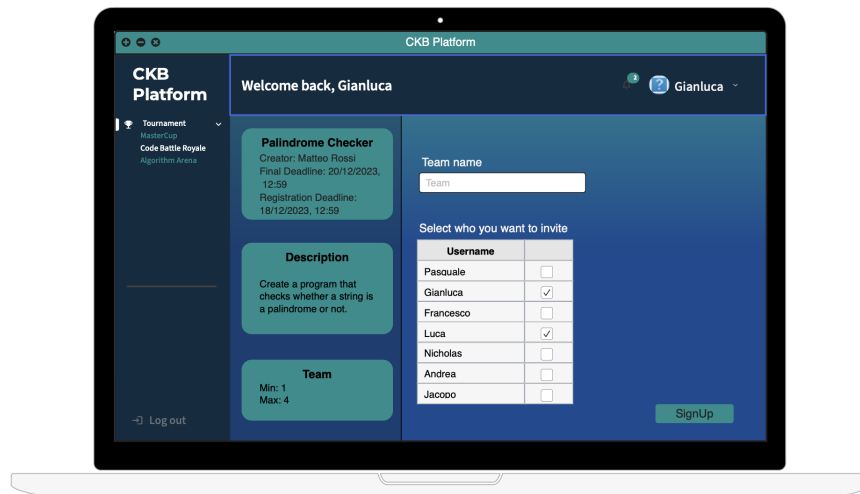 CKB Platform
CKB
Platform
Welcome back, Gianluca
2
?
Gianluca
Tournament
MasterCup
Code Battle Royale
Algorithm Arena
Log out
Palindrome Checker
Creator: Matteo Rossi
Final Deadline: 20/12/2023,
12:59
Registration Deadline:
18/12/2023, 12:59
Description
Create a program that
checks whether a string is
a palindrome or not.
Team
Min: 1
Max: 4
Team name
Team
Select who you want to invite
Username
Pasquale
Gianluca
Francesco
Luca
Nicholas
Andrea
Jacopo
SignUp